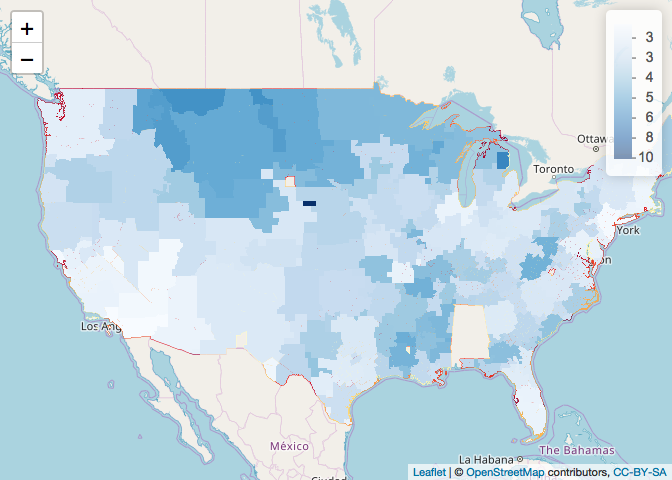 +
−
3
3
4
5
6
8
10
Ottawa
Toronto
York
on
Los Ang
México
La Habana
The Bahamas
Ciudad
Leaflet | © OpenStreetMap contributors, CC-BY-SA